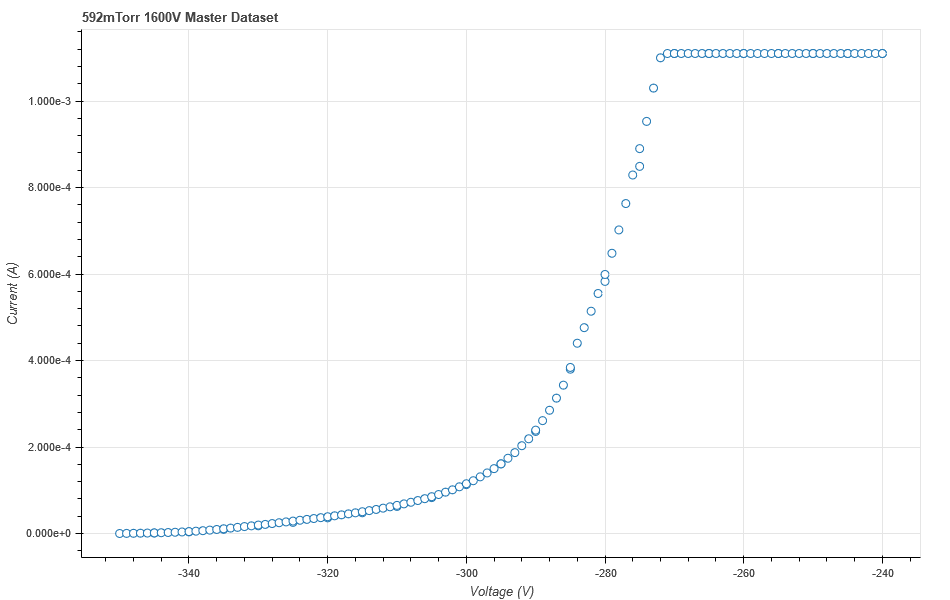 592mTorr 1600V Master Dataset
1.000e-3
8.000e-4
6.000e-4
4.000e-4
2.000e-4
0.000e+0
Current (A)
-340
-320
-300
-280
-260
-240
Voltage (V)